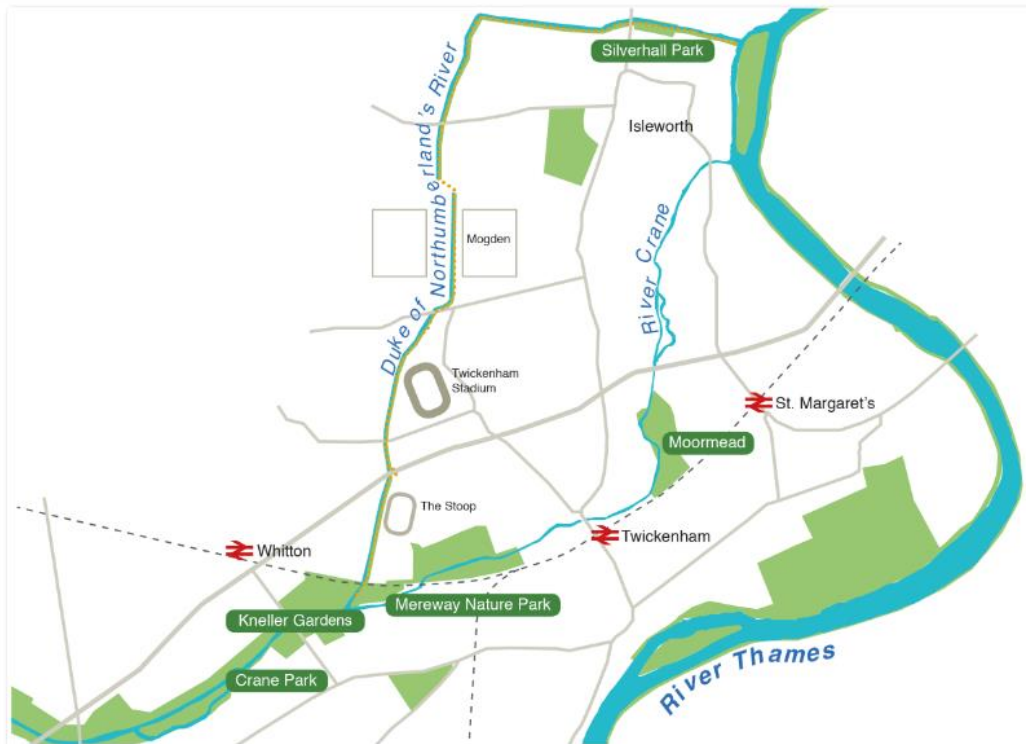 Silverhall Park
Isleworth
Duke of Northumberland's River
Mogden
River Crane
Twickenham
Stadium
St. Margaret's
Moormead
The Stoop
Twickenham
Whitton
Mereway Nature Park
Kneller Gardens
Crane Park
River Thames